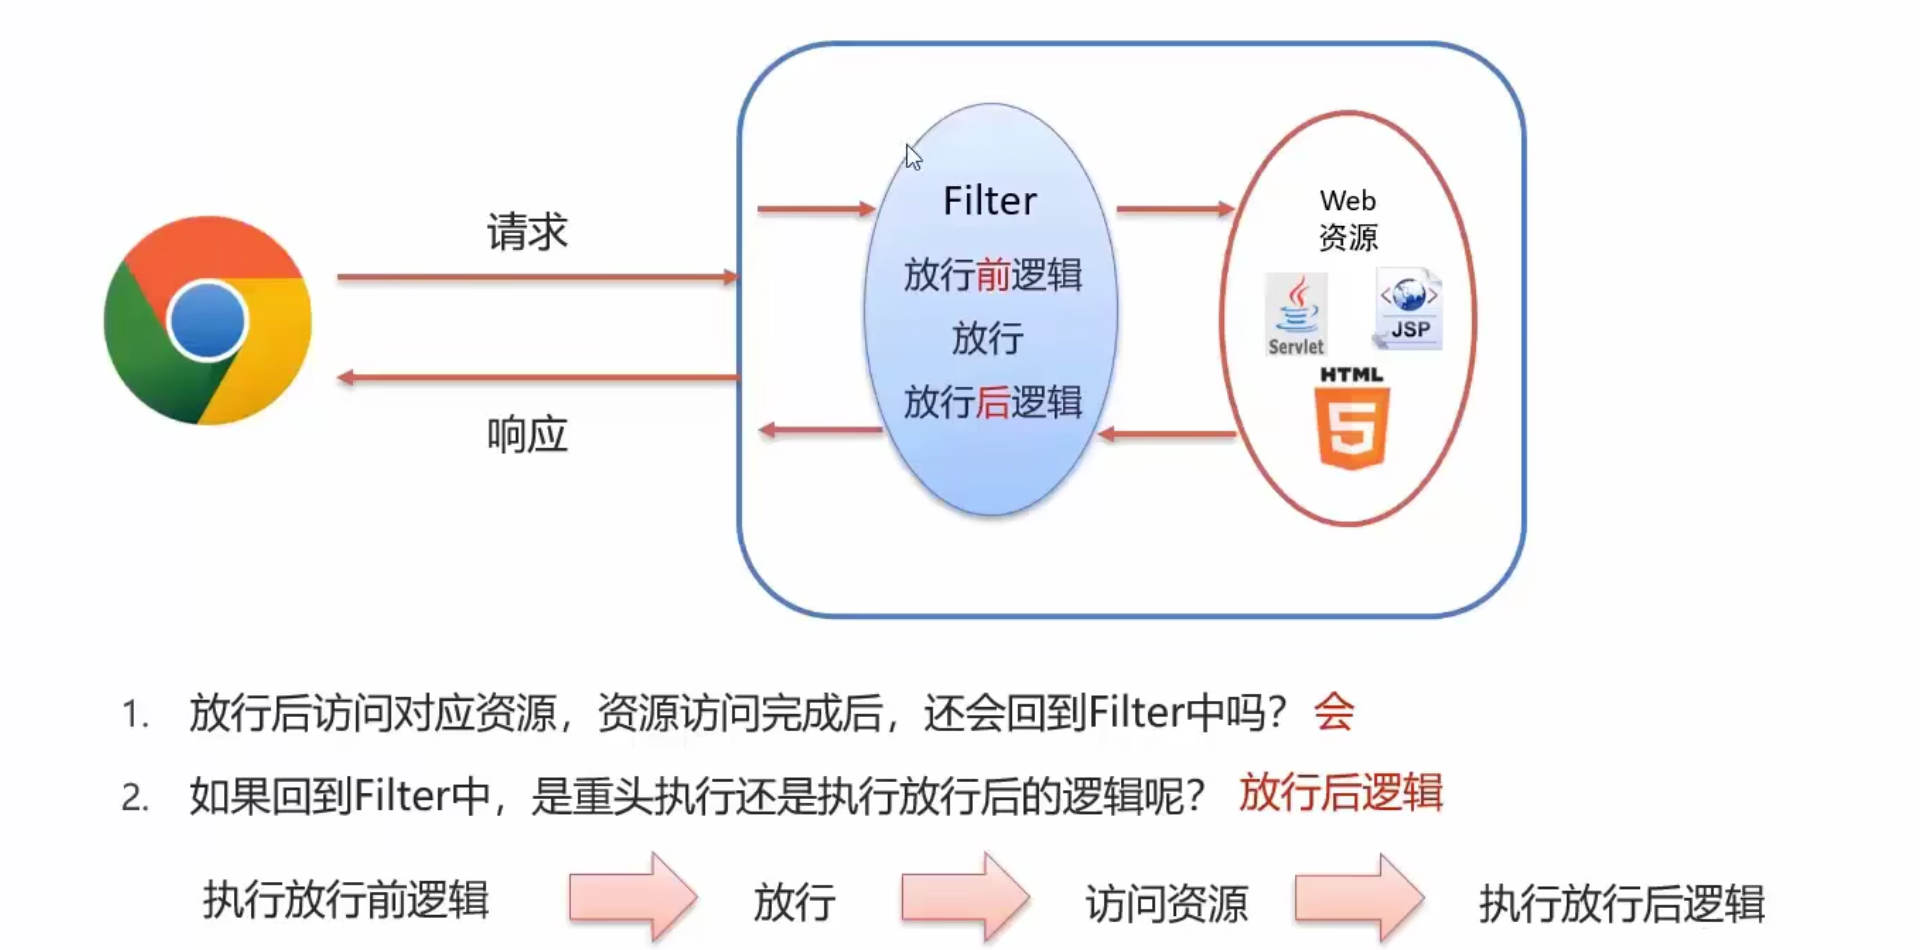 请求
响应
Filter
放行前逻辑
放行
放行后逻辑
Web
资源
Servlet
JSP
HTML
5
1. 放行后访问对应资源，资源访问完成后，还会回到Filter中吗？ 会
2. 如果回到Filter中，是重头执行还是执行放行后的逻辑呢？ 放行后逻辑
执行放行前逻辑 放行 访问资源 执行放行后逻辑